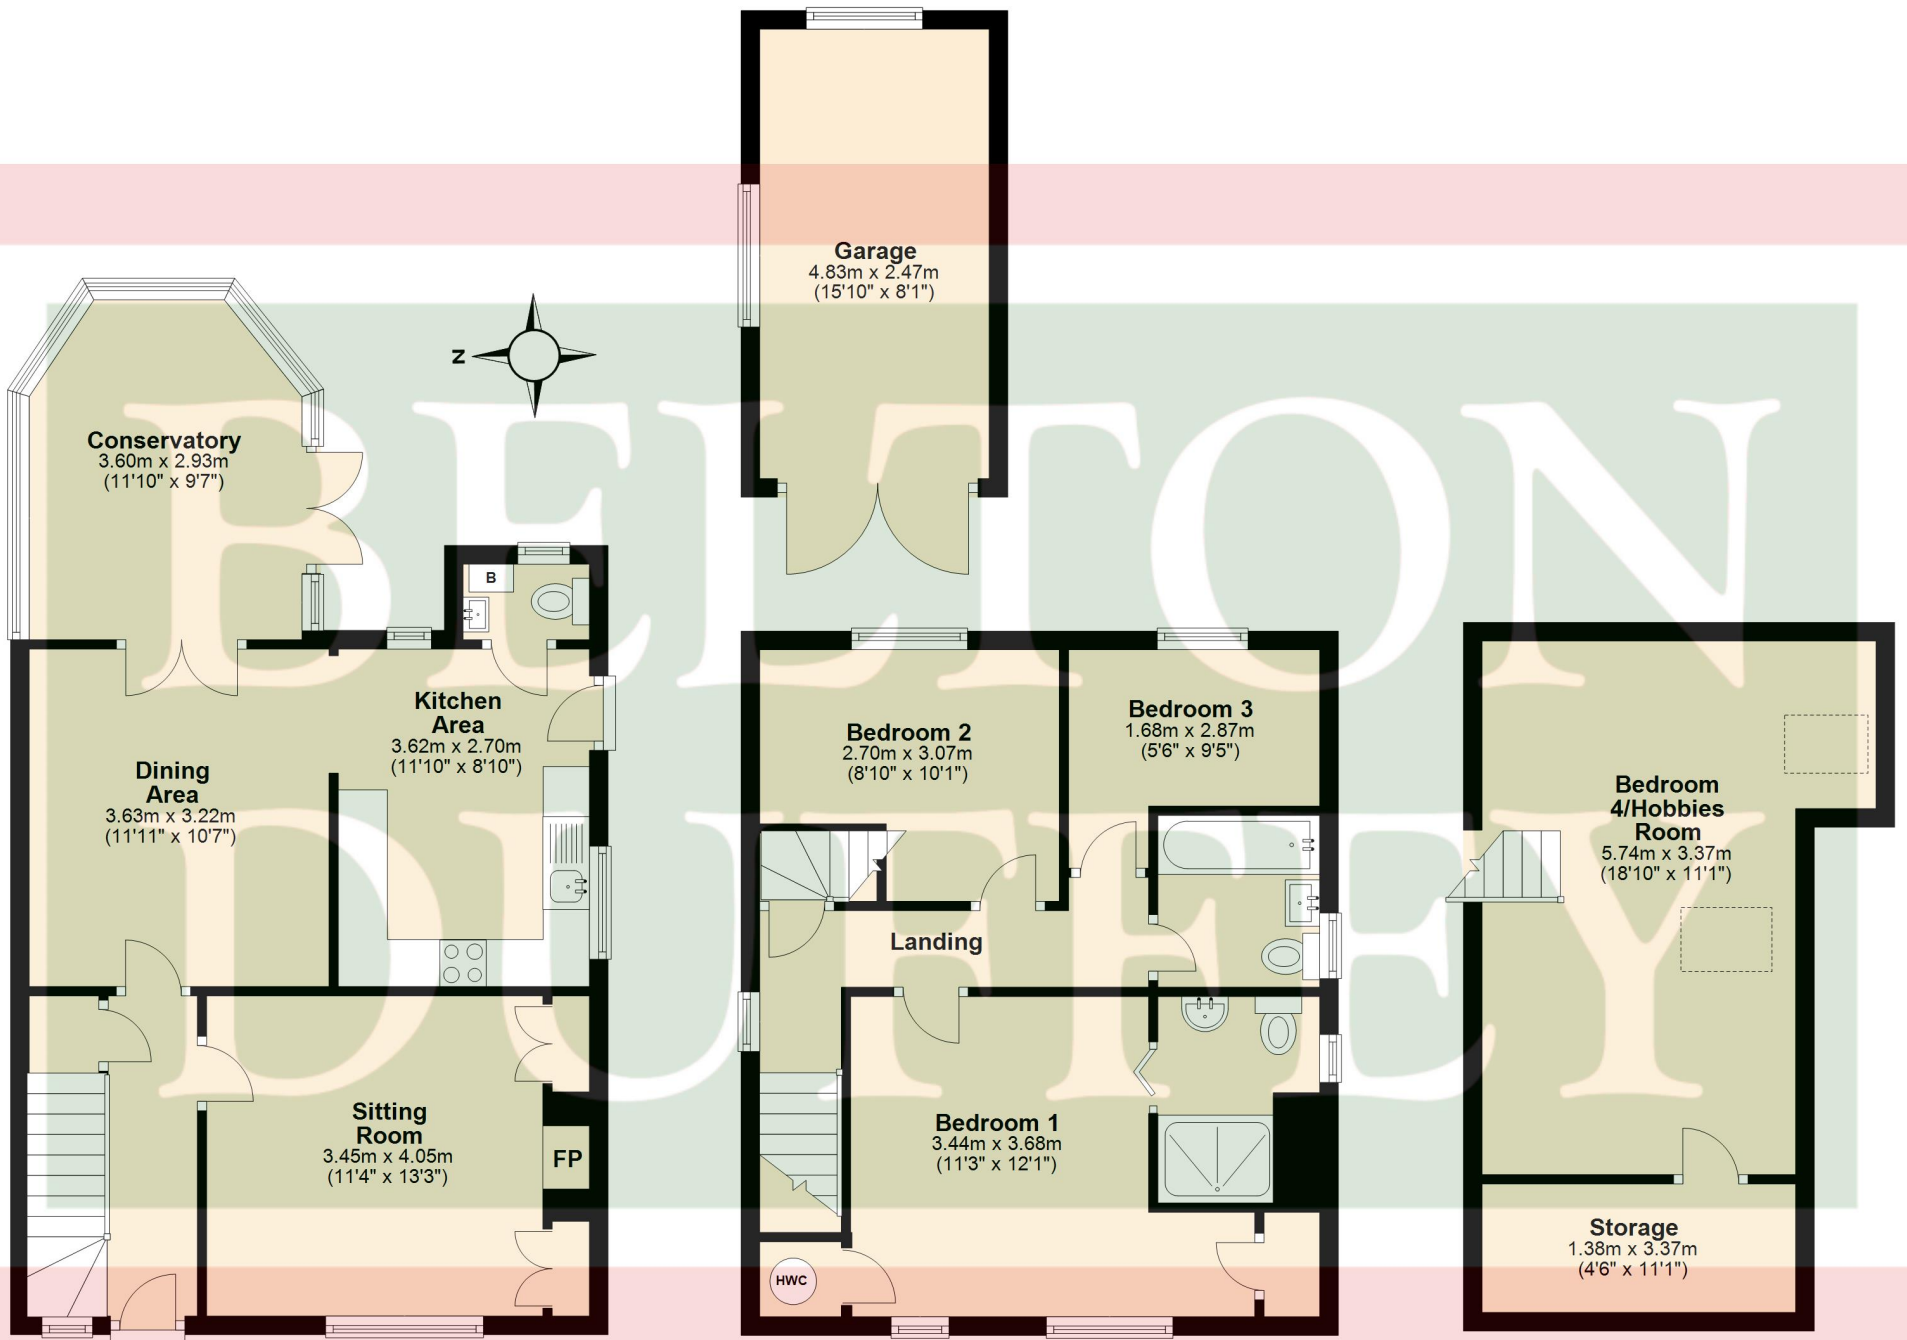 Garage
4.83m x 2.47m
(15'10" x 8'1")
Z
Conservatory
3.60m x 2.93m
(11'10" x 9'7")
B
Kitchen
Area
3.62m x 2.70m
(11'10" x 8'10")
Dining
Area
3.63m x 3.22m
(11'11" x 10'7")
Sitting
Room
3.45m x 4.05m
(11'4" x 13'3")
FP
Bedroom 2
2.70m x 3.07m
(8'10" x 10'1")
Bedroom 3
1.68m x 2.87m
(5'6" x 9'5")
Landing
Bedroom 1
3.44m x 3.68m
(11'3" x 12'1")
HWC
Bedroom
4/Hobbies
Room
5.74m x 3.37m
(18'10" x 11'1")
Storage
1.38m x 3.37m
(4'6" x 11'1")
BELTON
DUFFEY